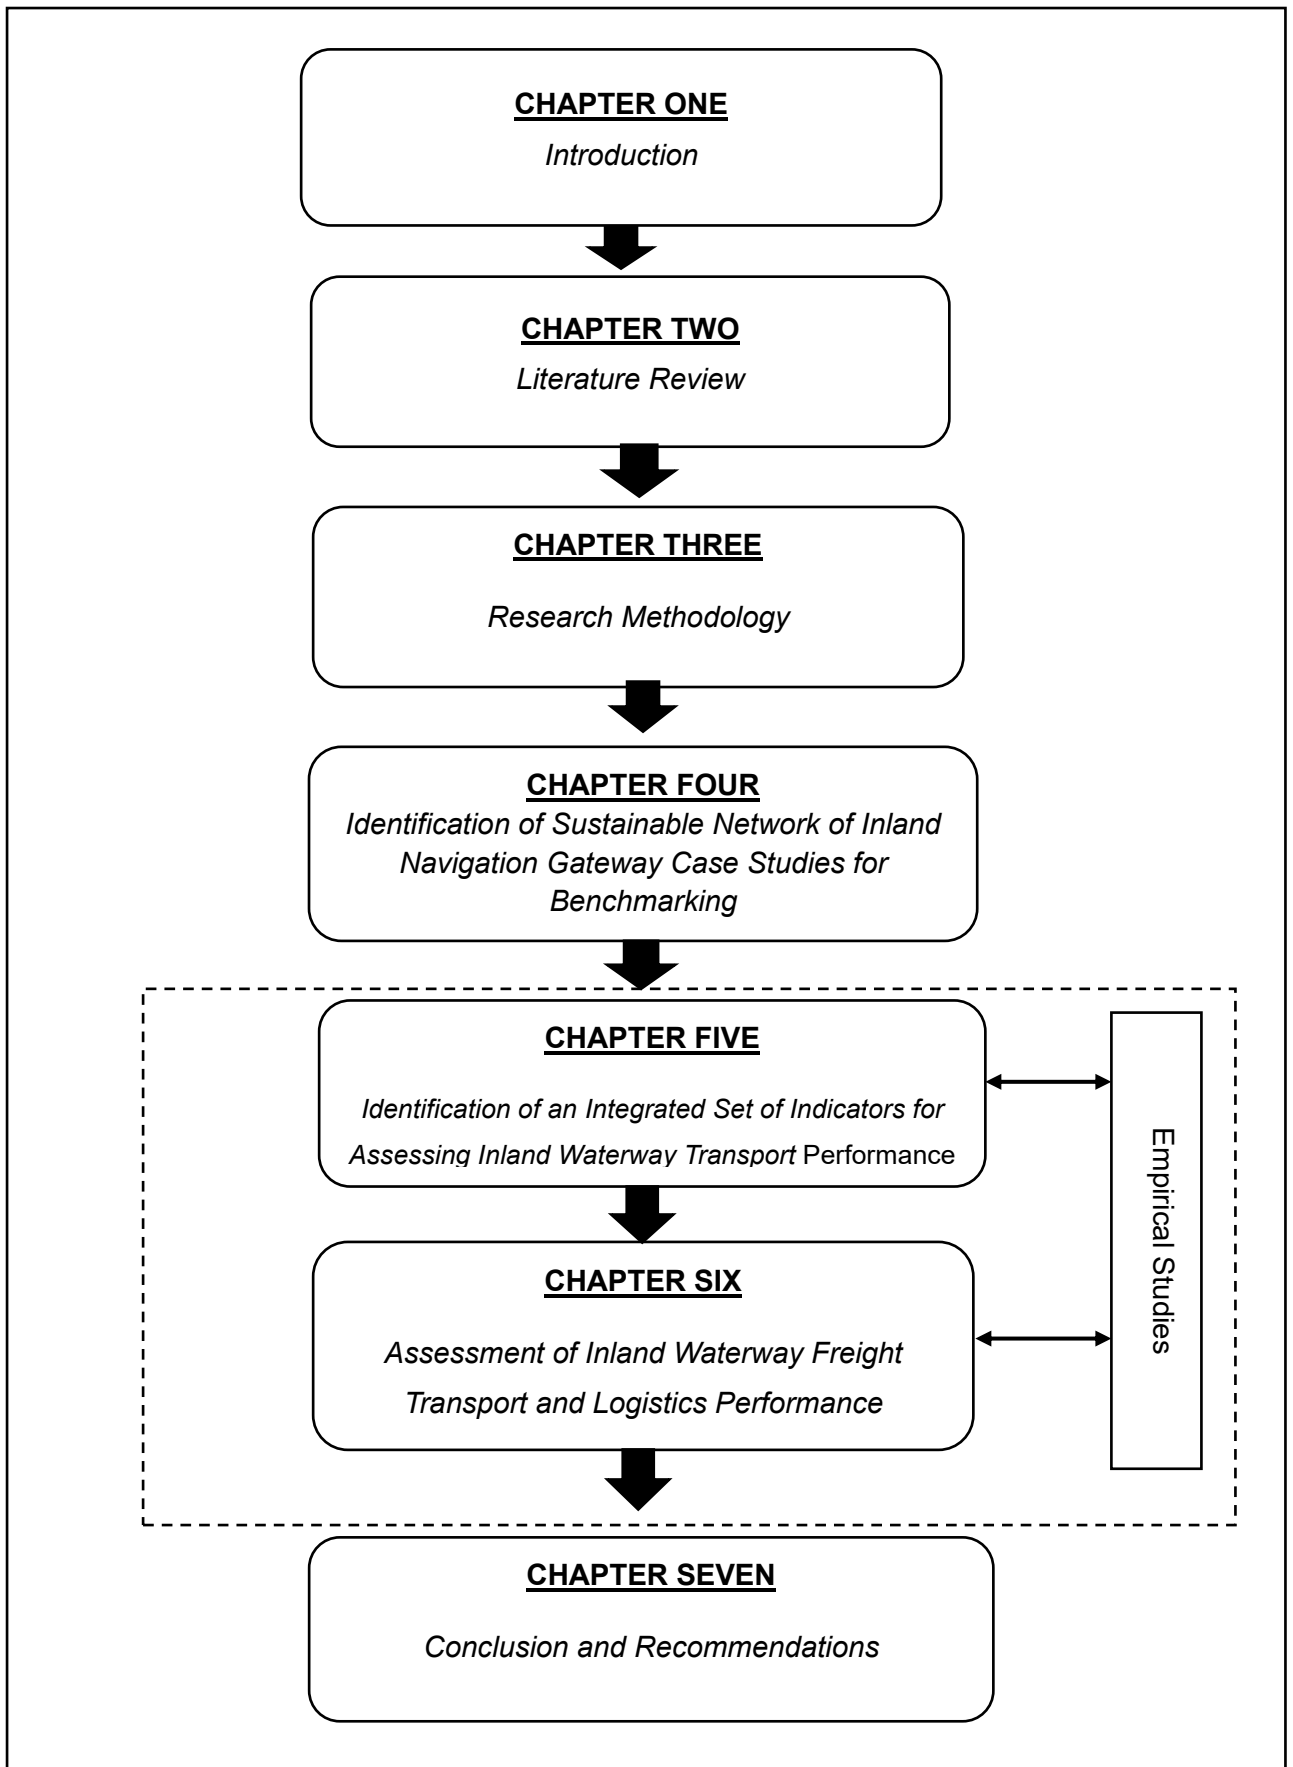 CHAPTER ONE
Introduction
CHAPTER TWO
Literature Review
CHAPTER THREE
Research Methodology
CHAPTER FOUR
Identification of Sustainable Network of Inland
Navigation Gateway Case Studies for
Benchmarking
CHAPTER FIVE
Identification of an Integrated Set of Indicators for
Assessing Inland Waterway Transport Performance
CHAPTER SIX
Assessment of Inland Waterway Freight
Transport and Logistics Performance
Empirical Studies
CHAPTER SEVEN
Conclusion and Recommendations